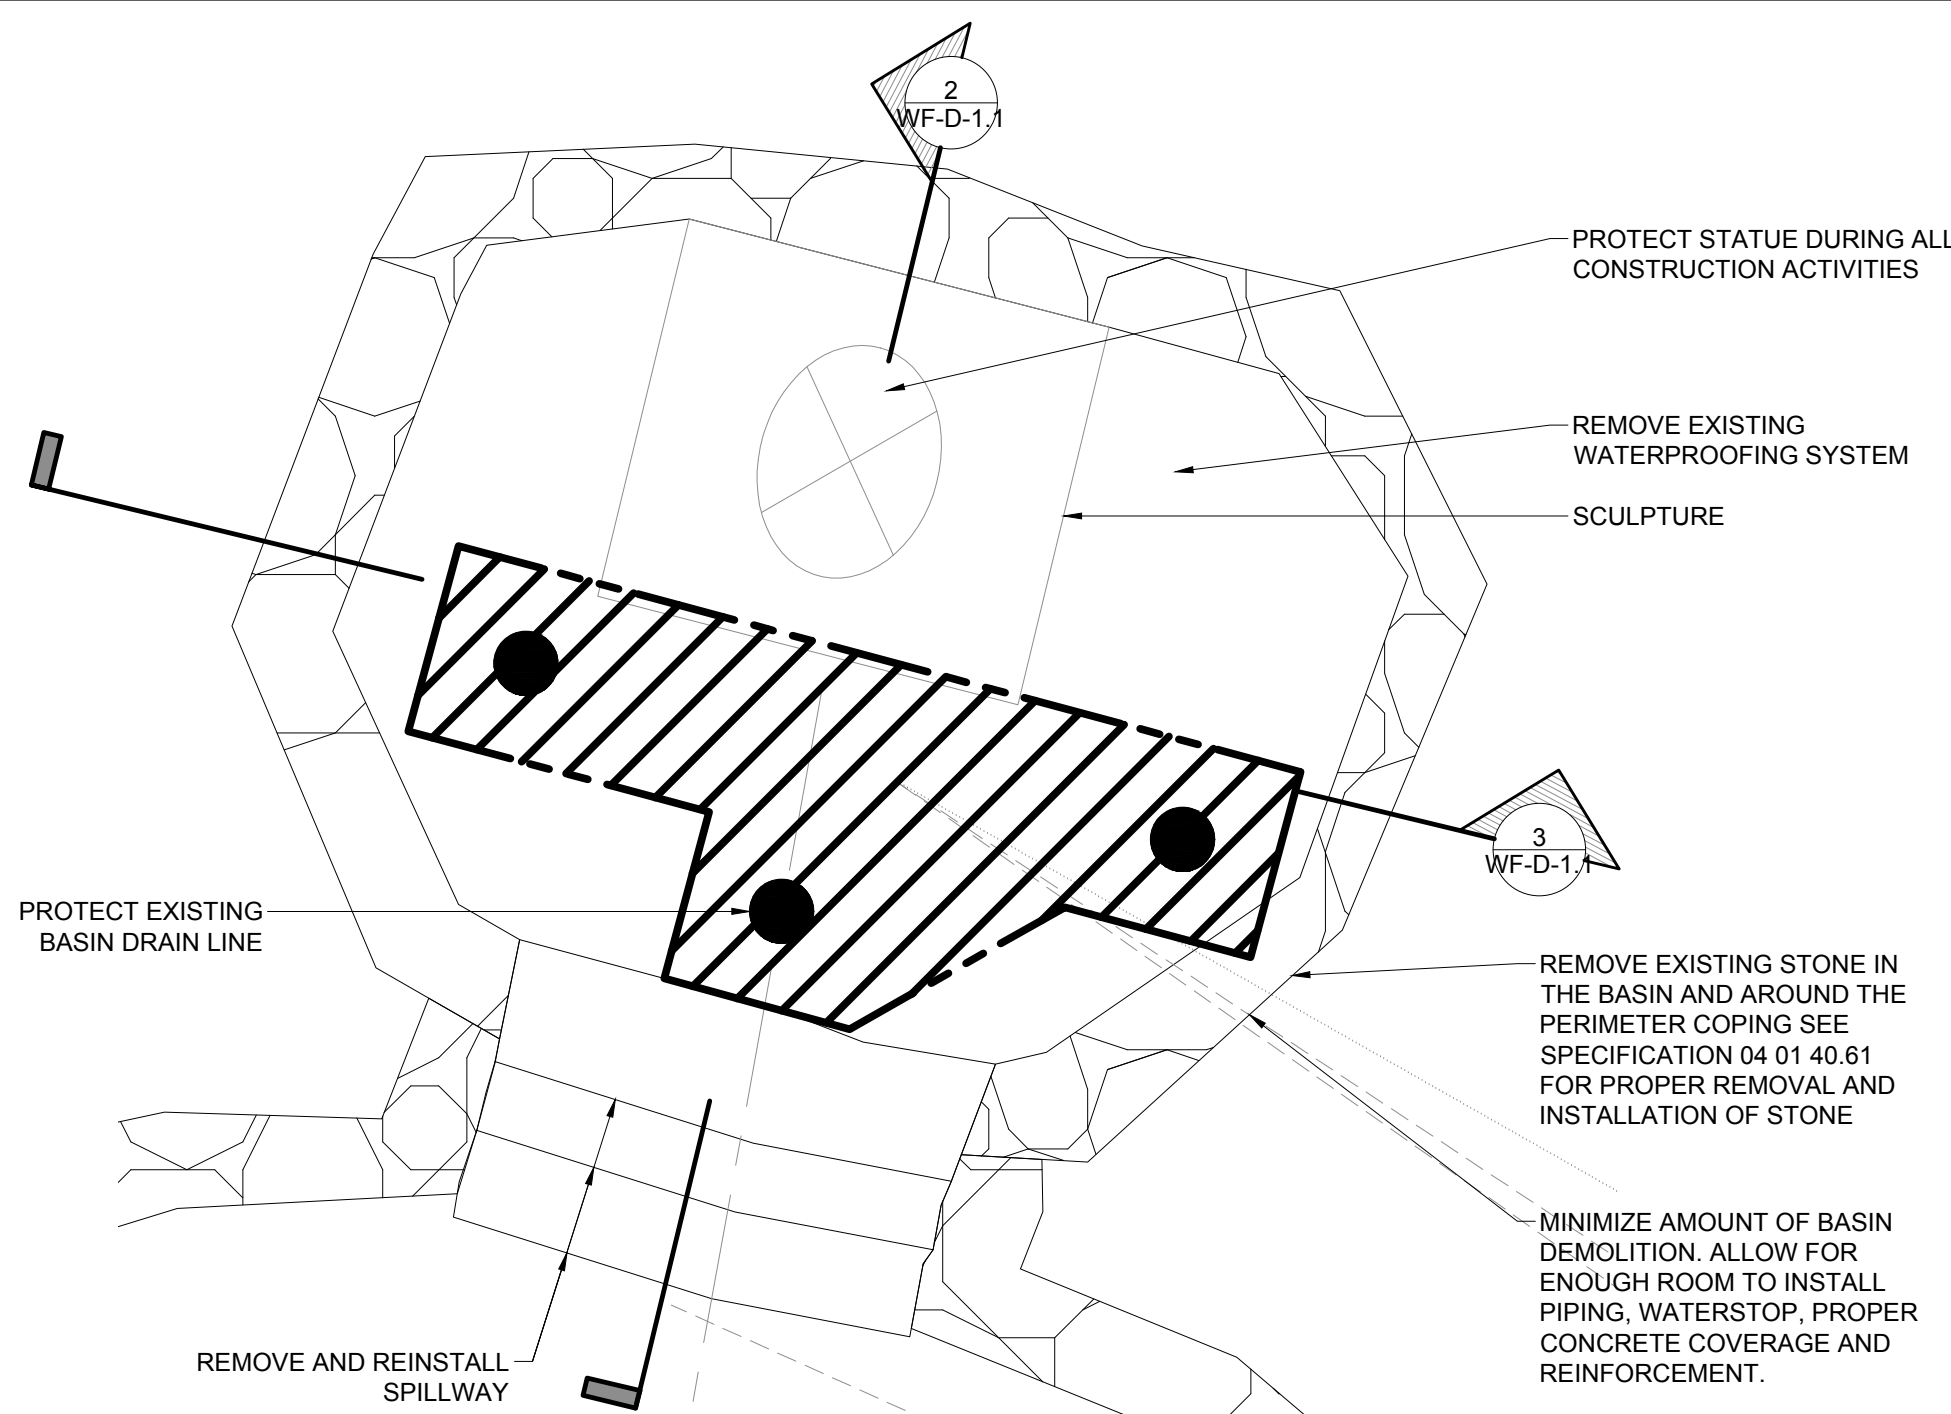 2
WF-D-1.1
PROTECT STATUE DURING ALL
CONSTRUCTION ACTIVITIES
REMOVE EXISTING
WATERPROOFING SYSTEM
SCULPTURE
3
WF-D-1.1
PROTECT EXISTING
BASIN DRAIN LINE
REMOVE EXISTING STONE IN
THE BASIN AND AROUND THE
PERIMETER COPING SEE
SPECIFICATION 04 01 40.61
FOR PROPER REMOVAL AND
INSTALLATION OF STONE
MINIMIZE AMOUNT OF BASIN
DEMOLITION. ALLOW FOR
ENOUGH ROOM TO INSTALL
PIPING, WATERSTOP, PROPER
CONCRETE COVERAGE AND
REINFORCEMENT.
REMOVE AND REINSTALL
SPILLWAY